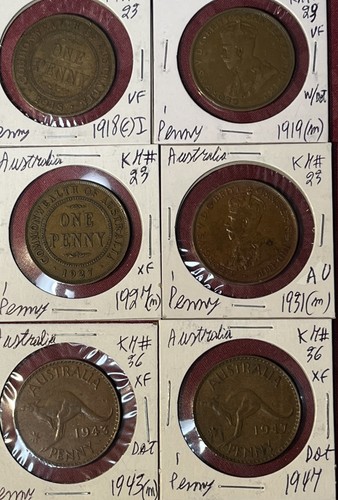 23
ONE
PENNY
VF
Penny
1918(C)I
23
VF
w/dot
Penny
1919(m)
Australia
KM#
23
COMMONWEALTH OF AUSTRALIA
ONE
PENNY
1927
XF
Penny
1927(m)
Australia
KM#
23
AU
Penny
1931(m)
Australia
KM#
36
XF
AUSTRALIA
1943
PENNY
Dot
Penny
1943(m)
Australia
KM#
36
XF
AUSTRALIA
1947
PENNY
Dot
Penny
1947